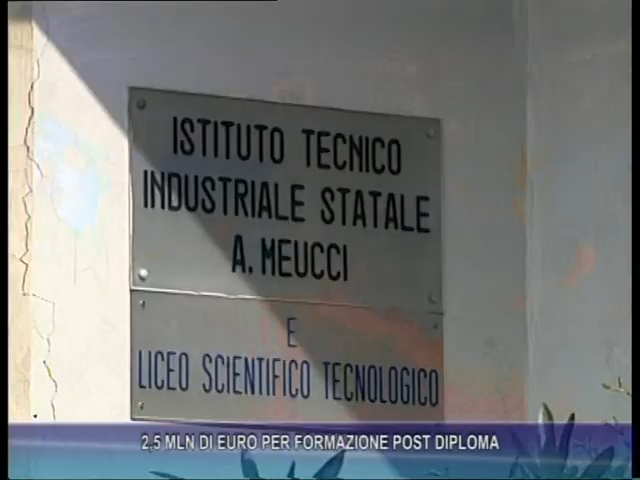 ISTITUTO TECNICO
INDUSTRIALE STATALE
A. MEUCCI
E
LICEO SCIENTIFICO TECNOLOGICO
2,5 MLN DI EURO PER FORMAZIONE POST DIPLOMA